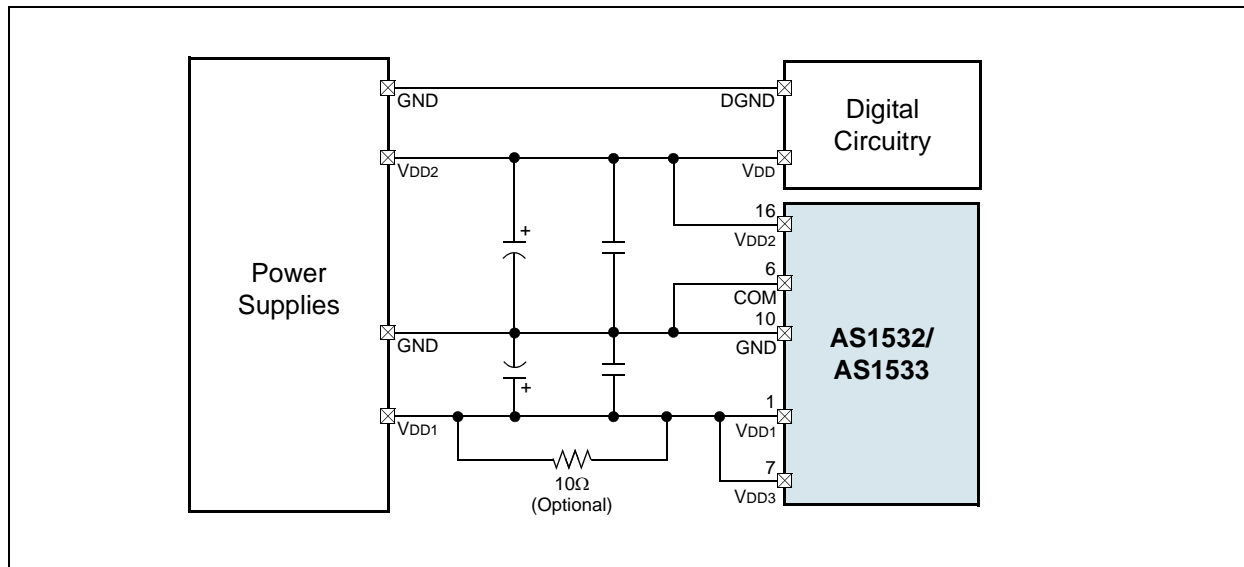 GND
DGND
Digital
Circuitry
VDD2
VDD
16
VDD2
Power
Supplies
6
COM
10
GND
GND
AS1532/
AS1533
+
+
1
VDD1
VDD1
7
VDD3
10Ω
(Optional)